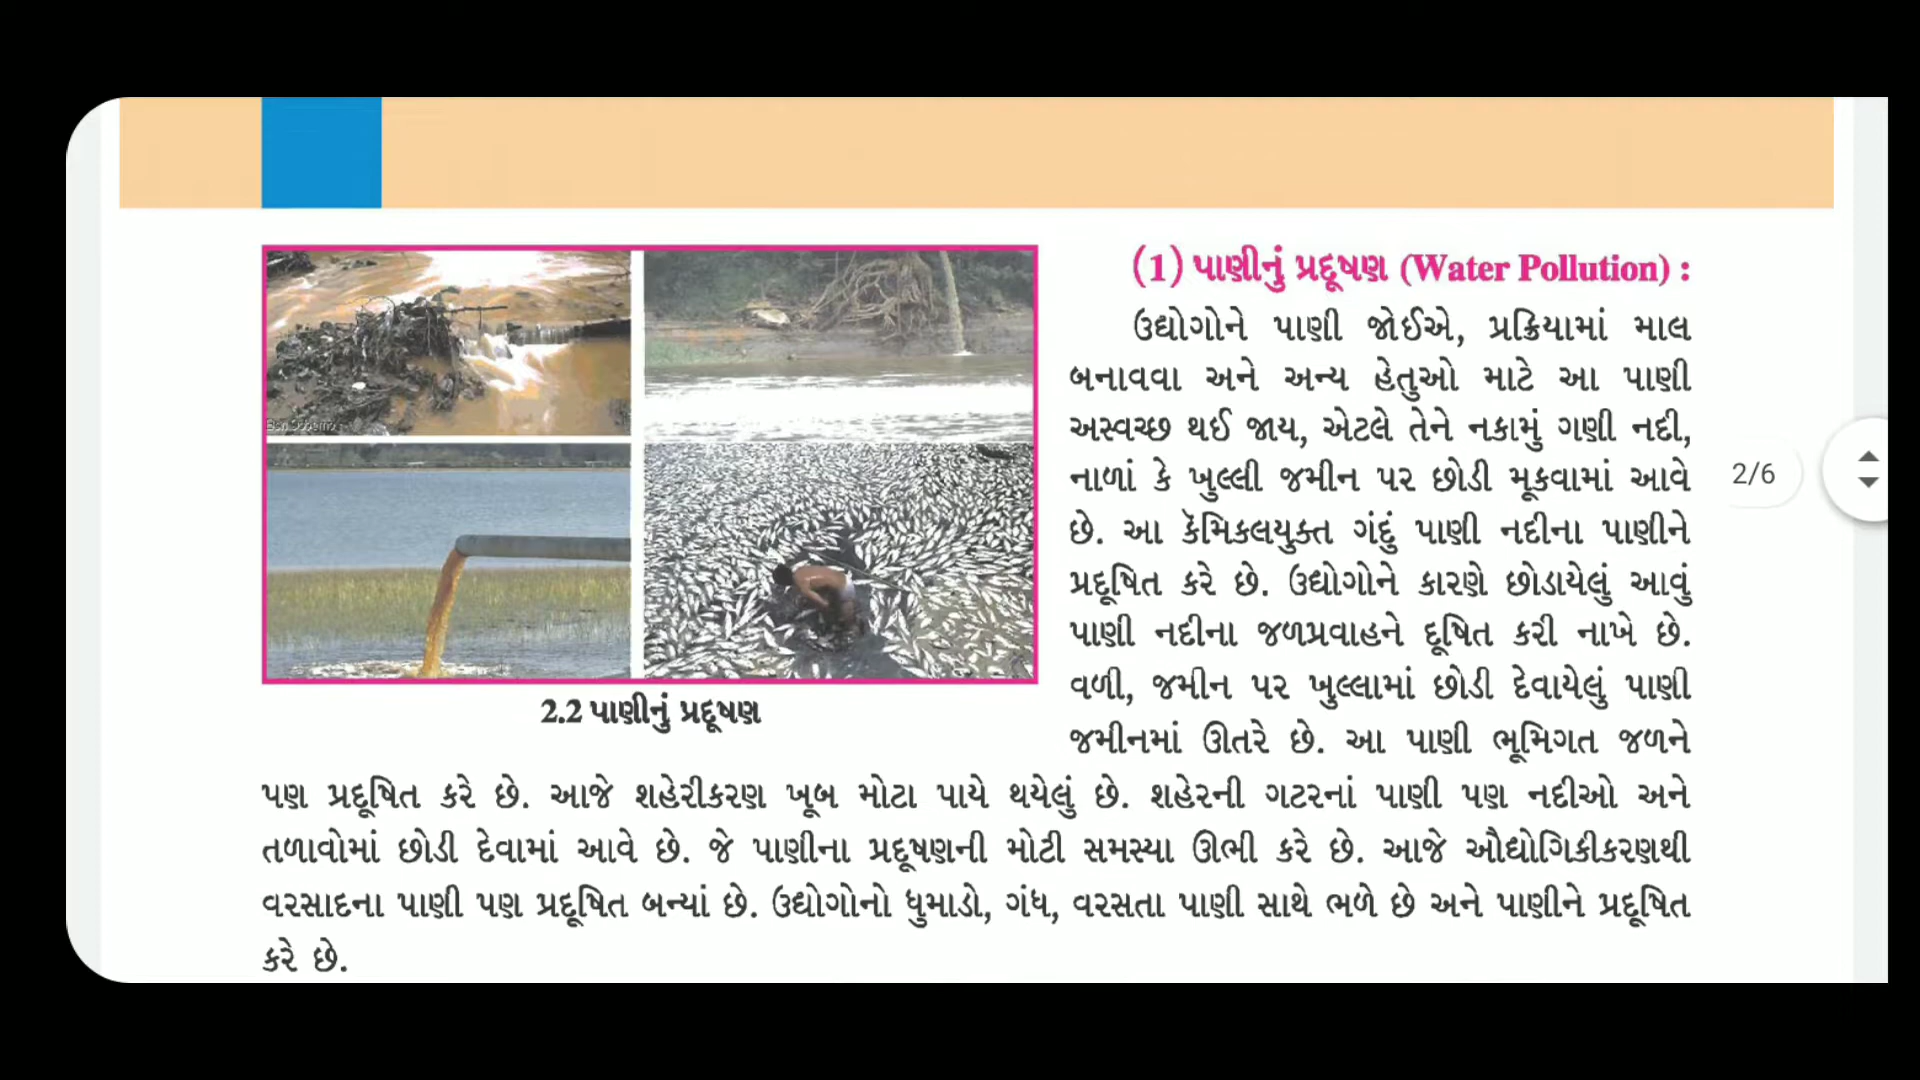 (1) પાણીનું પ્રદૂષણ (Water Pollution) :
ઉદ્યોગોને પાણી જોઈએ, પ્રક્રિયામાં માલ
બનાવવા અને અન્ય હેતુઓ માટે આ પાણી
અસ્વચ્છ થઈ જાય, એટલે તેને નકામું ગણી નદી,
નાળાં કે ખુલ્લી જમીન પર છોડી મૂકવામાં આવે
છે. આ કૅમિકલયુક્ત ગંદું પાણી નદીના પાણીને
પ્રદૂષિત કરે છે. ઉદ્યોગોને કારણે છોડાયેલું આવું
પાણી નદીના જળપ્રવાહને દૂષિત કરી નાખે છે.
વળી, જમીન પર ખુલ્લામાં છોડી દેવાયેલું પાણી
જમીનમાં ઊતરે છે. આ પાણી ભૂમિગત જળને
2.2 પાણીનું પ્રદૂષણ
પણ પ્રદૂષિત કરે છે. આજે શહેરીકરણ ખૂબ મોટા પાયે થયેલું છે. શહેરની ગટરનાં પાણી પણ નદીઓ અને
તળાવોમાં છોડી દેવામાં આવે છે. જે પાણીના પ્રદૂષણની મોટી સમસ્યા ઊભી કરે છે. આજે ઔદ્યોગિકીકરણથી
વરસાદના પાણી પણ પ્રદૂષિત બન્યાં છે. ઉદ્યોગોનો ધુમાડો, ગંધ, વરસતા પાણી સાથે ભળે છે અને પાણીને પ્રદૂષિત
કરે છે.
2/6